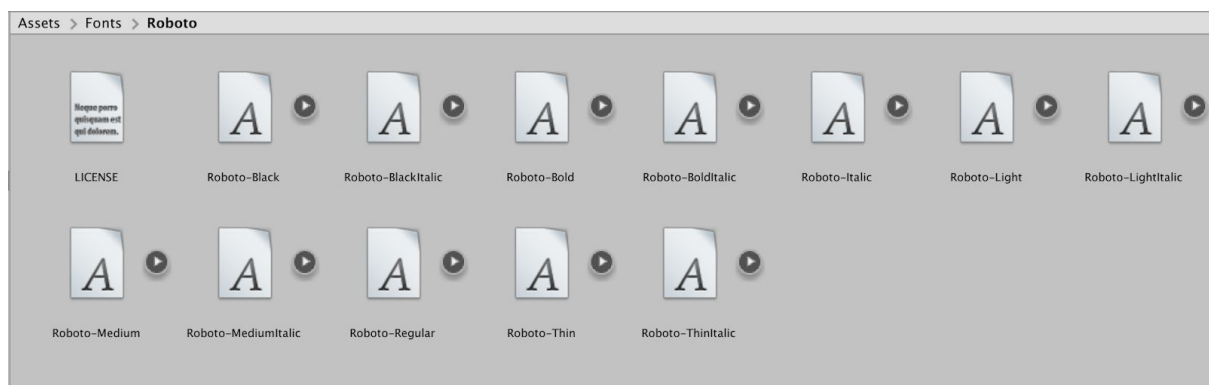 Assets > Fonts > Roboto
Neque porro
quisquam est
qui dolorem.
A A A A A A A
LICENSE Roboto-Black Roboto-BlackItalic Roboto-Bold Roboto-BoldItalic Roboto-Italic Roboto-Light Roboto-LightItalic
A A A A A
Roboto-Medium Roboto-MediumItalic Roboto-Regular Roboto-Thin Roboto-ThinItalic